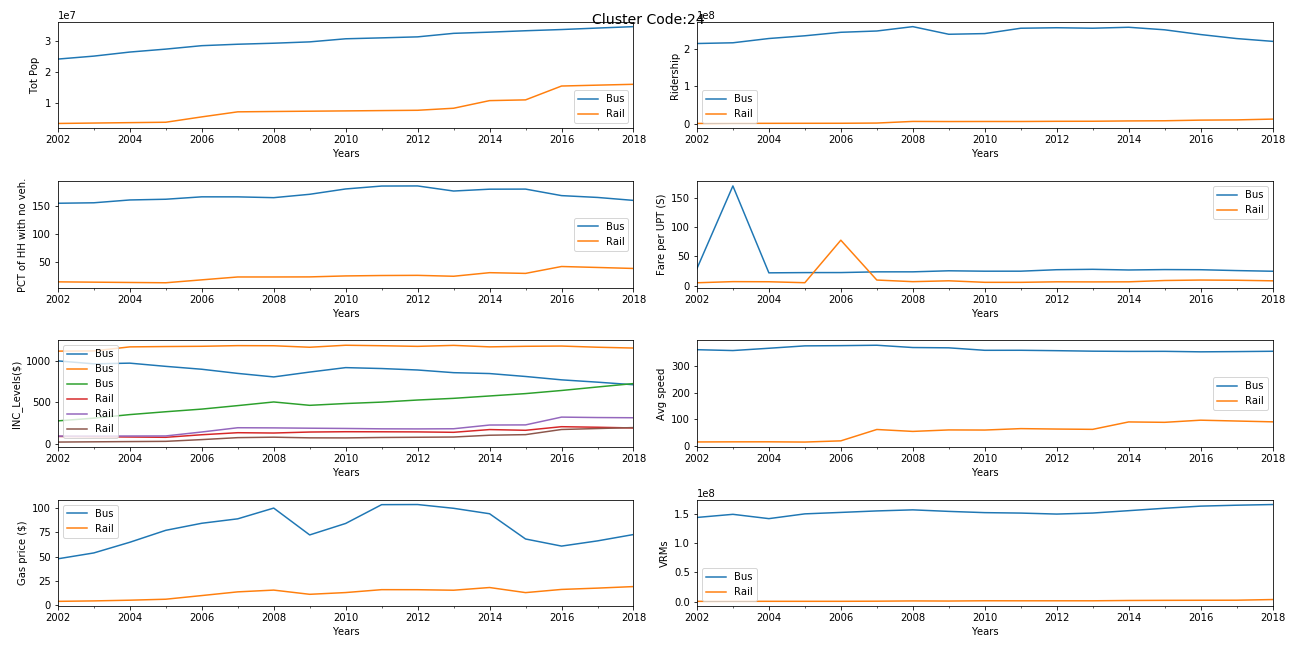 Cluster Code:24
1e7
Tot Pop
3
2
1
Bus
Rail
2002 2004 2006 2008 2010 2012 2014 2016 2018
Years
1e8
Ridership
2
1
0
Bus
Rail
2002 2004 2006 2008 2010 2012 2014 2016 2018
Years
PCT of HH with no veh.
150
100
50
Bus
Rail
2002 2004 2006 2008 2010 2012 2014 2016 2018
Years
Fare per UPT (S)
150
100
50
0
Bus
Rail
2002 2004 2006 2008 2010 2012 2014 2016 2018
Years
INC_Levels($)
1000
500
0
Bus
Bus
Bus
Rail
Rail
Rail
2002 2004 2006 2008 2010 2012 2014 2016 2018
Years
Avg speed
300
200
100
0
Bus
Rail
2002 2004 2006 2008 2010 2012 2014 2016 2018
Years
Gas price ($)
100
75
50
25
0
Bus
Rail
2002 2004 2006 2008 2010 2012 2014 2016 2018
Years
1e8
VRMs
1.5
1.0
0.5
0.0
Bus
Rail
2002 2004 2006 2008 2010 2012 2014 2016 2018
Years